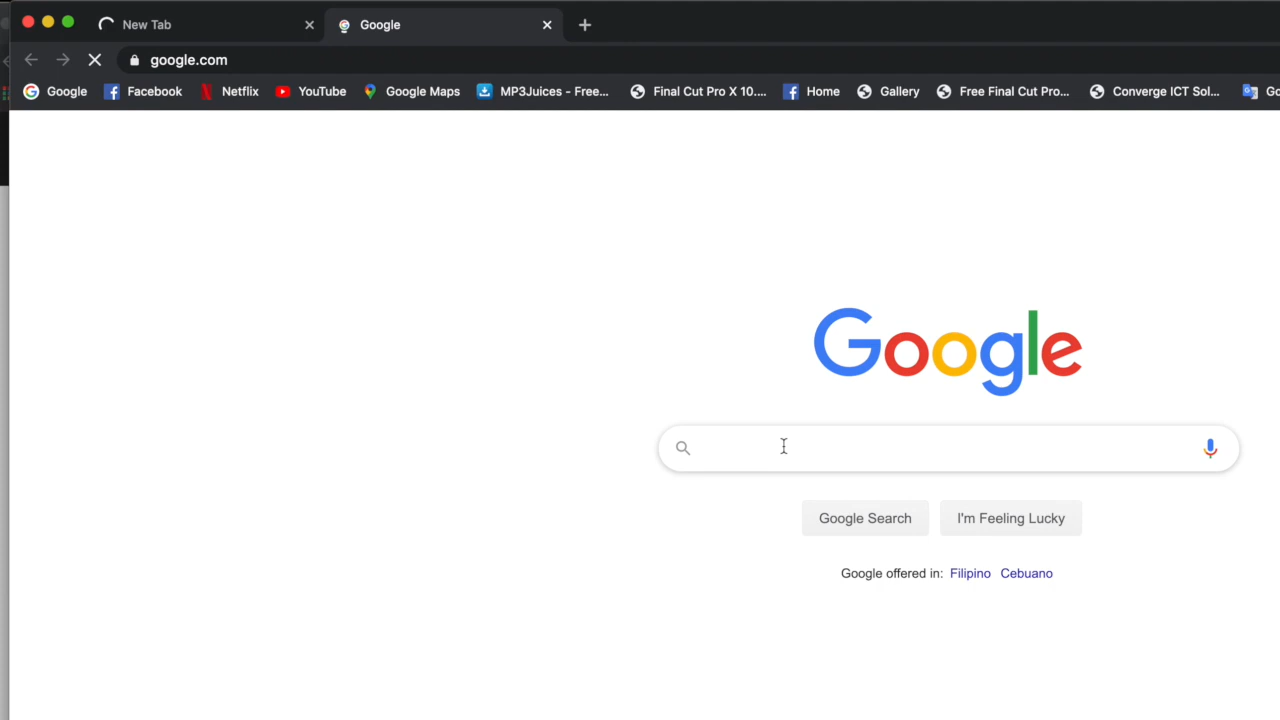 New Tab
Google
google.com
Google
Facebook
Netflix
YouTube
Google Maps
MP3Juices - Free...
Final Cut Pro X 10....
Home
Gallery
Free Final Cut Pro...
Converge ICT Sol...
Go
Google
Google Search
I'm Feeling Lucky
Google offered in: Filipino Cebuano